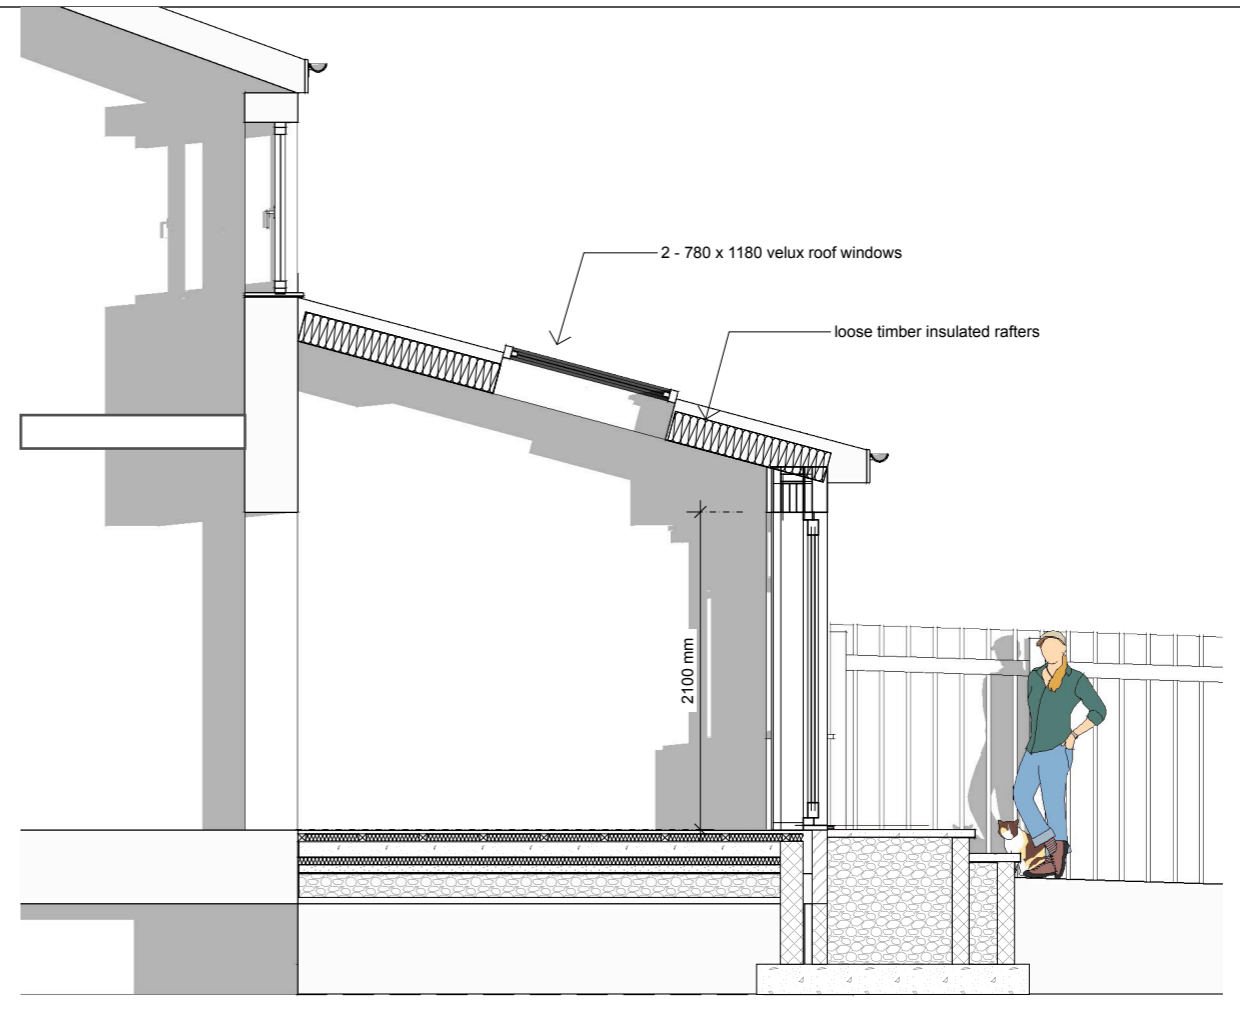 2 - 780 x 1180 velux roof windows
loose timber insulated rafters
2100 mm